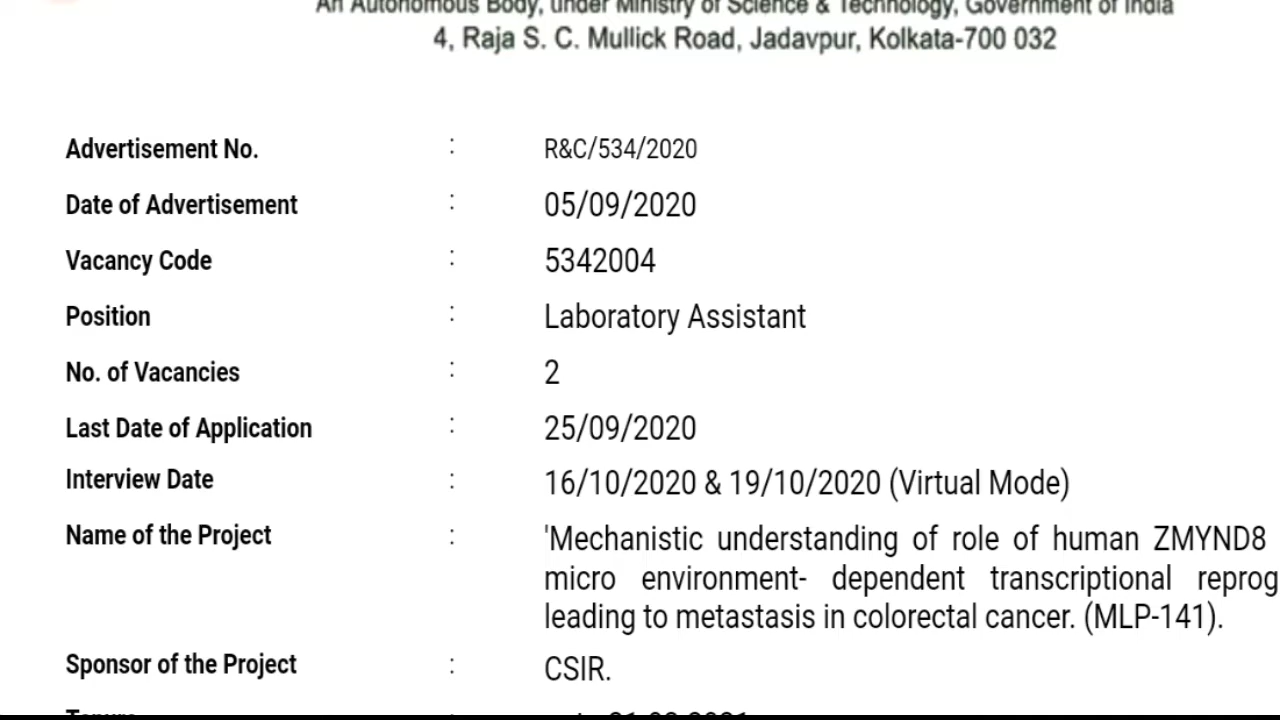 An Autonomous Body, under Ministry of Science & Technology, Government of India
4, Raja S. C. Mullick Road, Jadavpur, Kolkata-700 032
Advertisement No. : R&C/534/2020
Date of Advertisement : 05/09/2020
Vacancy Code : 5342004
Position : Laboratory Assistant
No. of Vacancies : 2
Last Date of Application : 25/09/2020
Interview Date : 16/10/2020 & 19/10/2020 (Virtual Mode)
Name of the Project : 'Mechanistic understanding of role of human ZMYND8
micro environment- dependent transcriptional reprog
leading to metastasis in colorectal cancer. (MLP-141).
Sponsor of the Project : CSIR.
Tenure